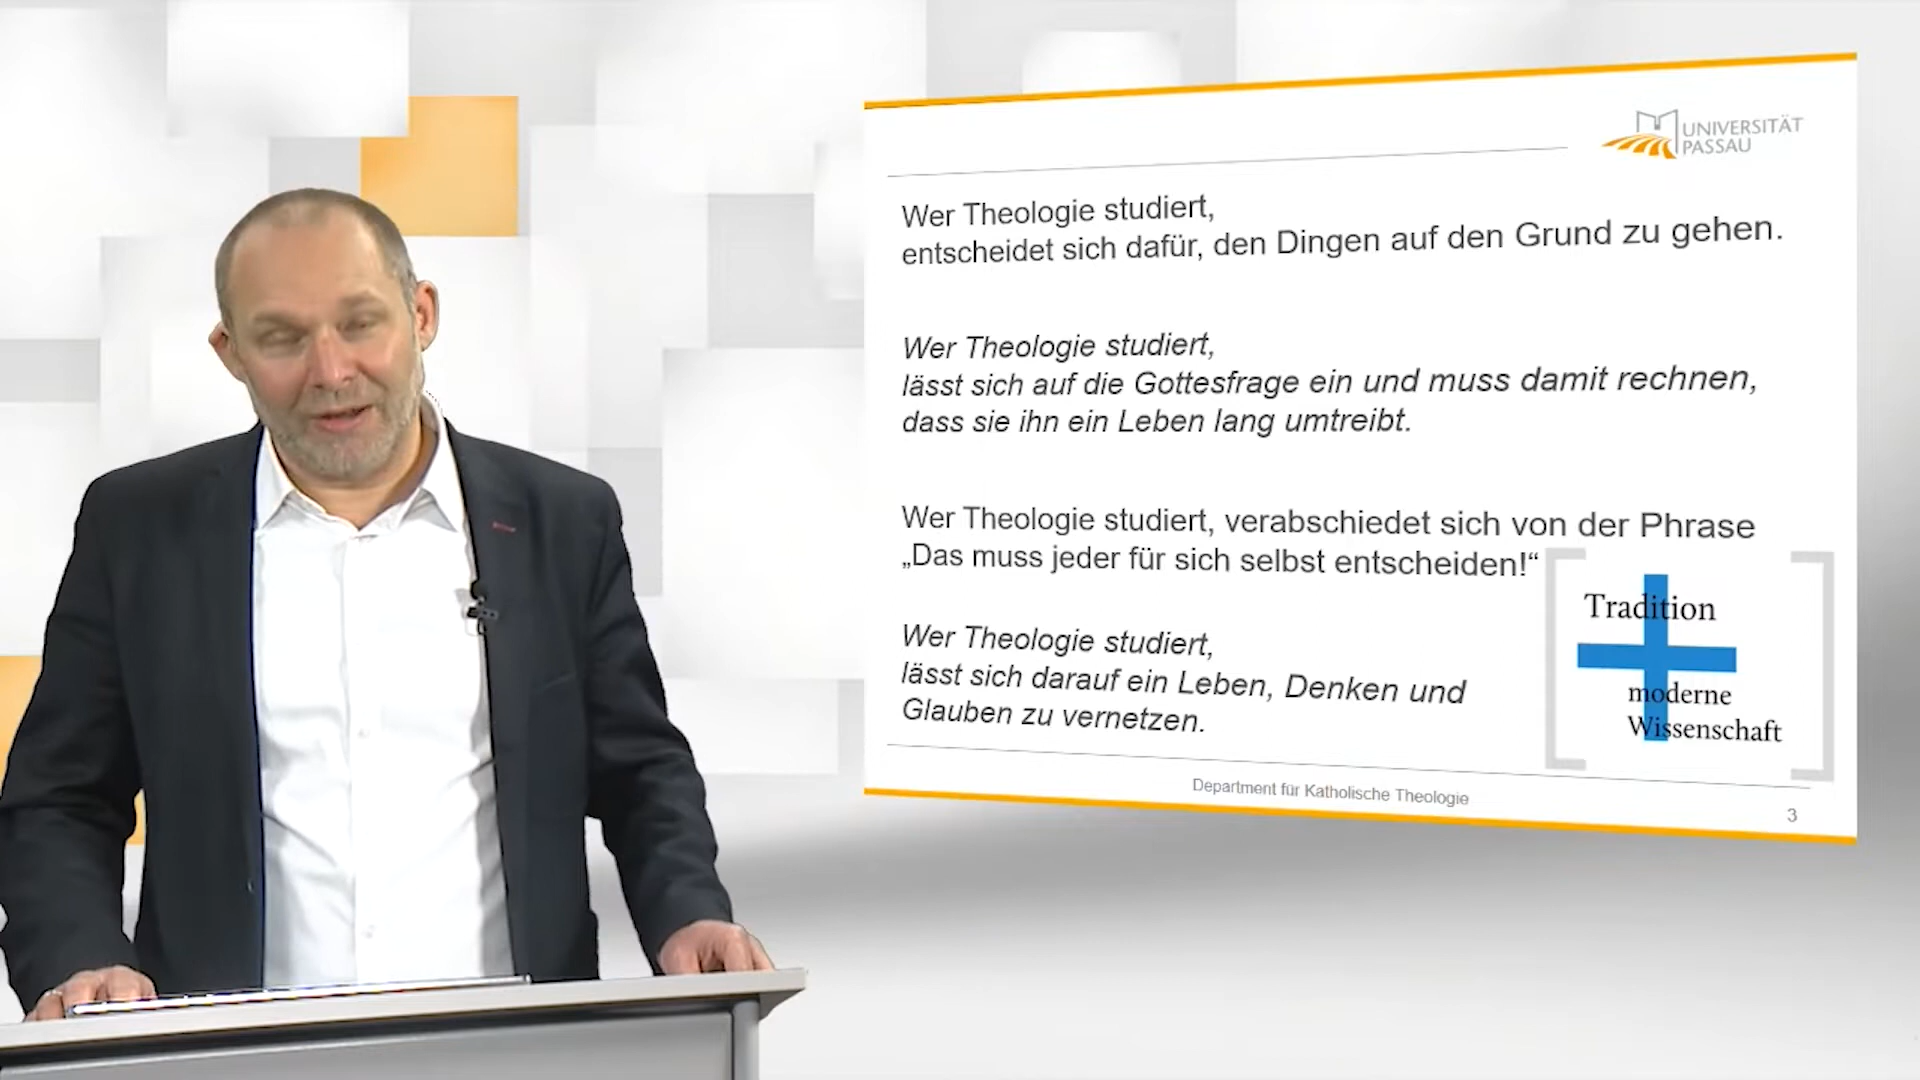 UNIVERSITÄT
PASSAU
Wer Theologie studiert,
entscheidet sich dafür, den Dingen auf den Grund zu gehen.
Wer Theologie studiert,
lässt sich auf die Gottesfrage ein und muss damit rechnen,
dass sie ihn ein Leben lang umtreibt.
Wer Theologie studiert, verabschiedet sich von der Phrase
„Das muss jeder für sich selbst entscheiden!“
Wer Theologie studiert,
lässt sich darauf ein Leben, Denken und
Glauben zu vernetzen.
Tradition
moderne
Wissenschaft
Department für Katholische Theologie
3